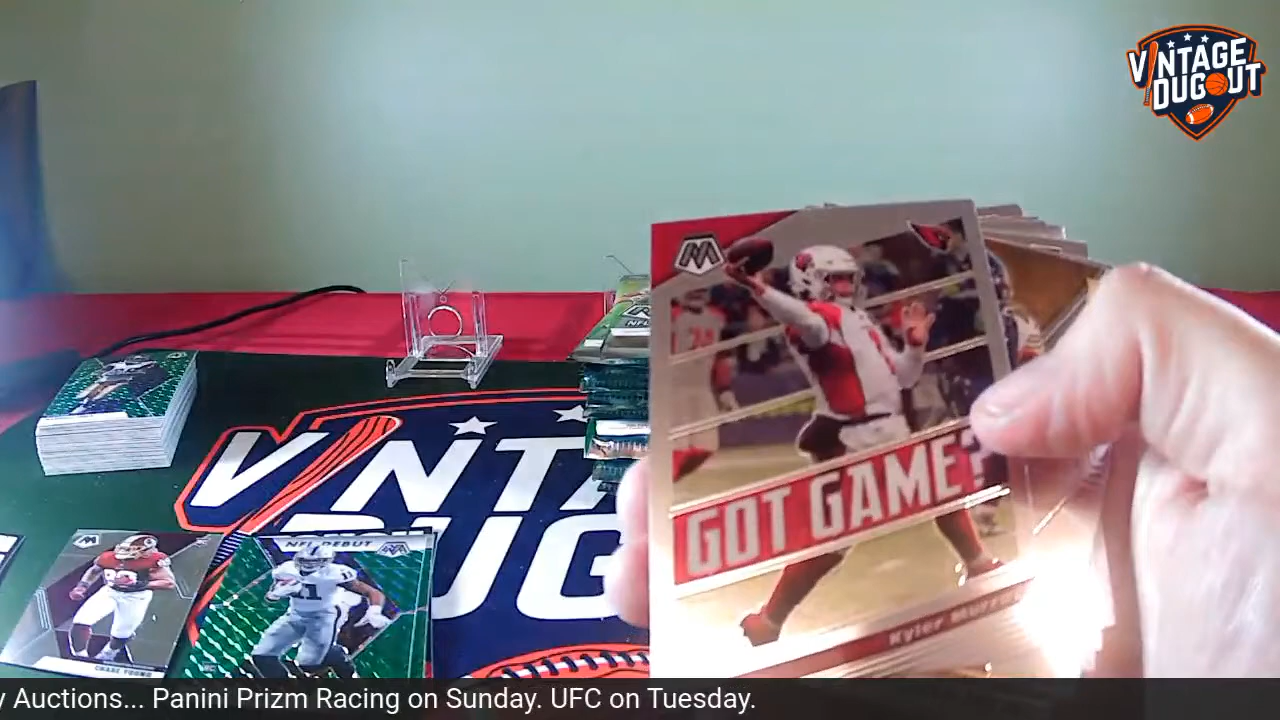 VINTAGE
DUGOUT
M
GOT GAME?
Kyler Murray
NFL DEBUT
11
CHASE YOUNG
y Auctions... Panini Prizm Racing on Sunday. UFC on Tuesday.